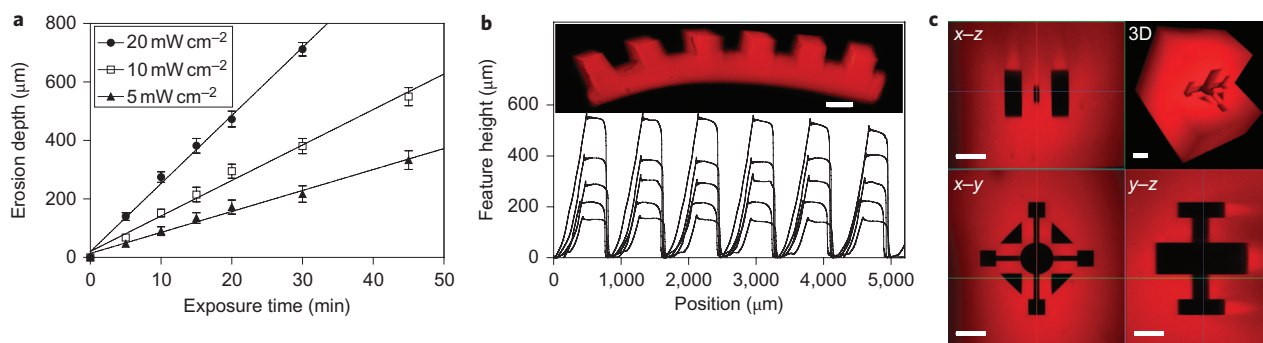 a
800
600
400
200
0
Erosion depth (μm)
20 mW cm⁻²
10 mW cm⁻²
5 mW cm⁻²
0 10 20 30 40 50
Exposure time (min)
b
600
400
200
0
Feature height (μm)
0 1,000 2,000 3,000 4,000 5,000
Position (μm)
c
x–z
3D
x–y
y–z